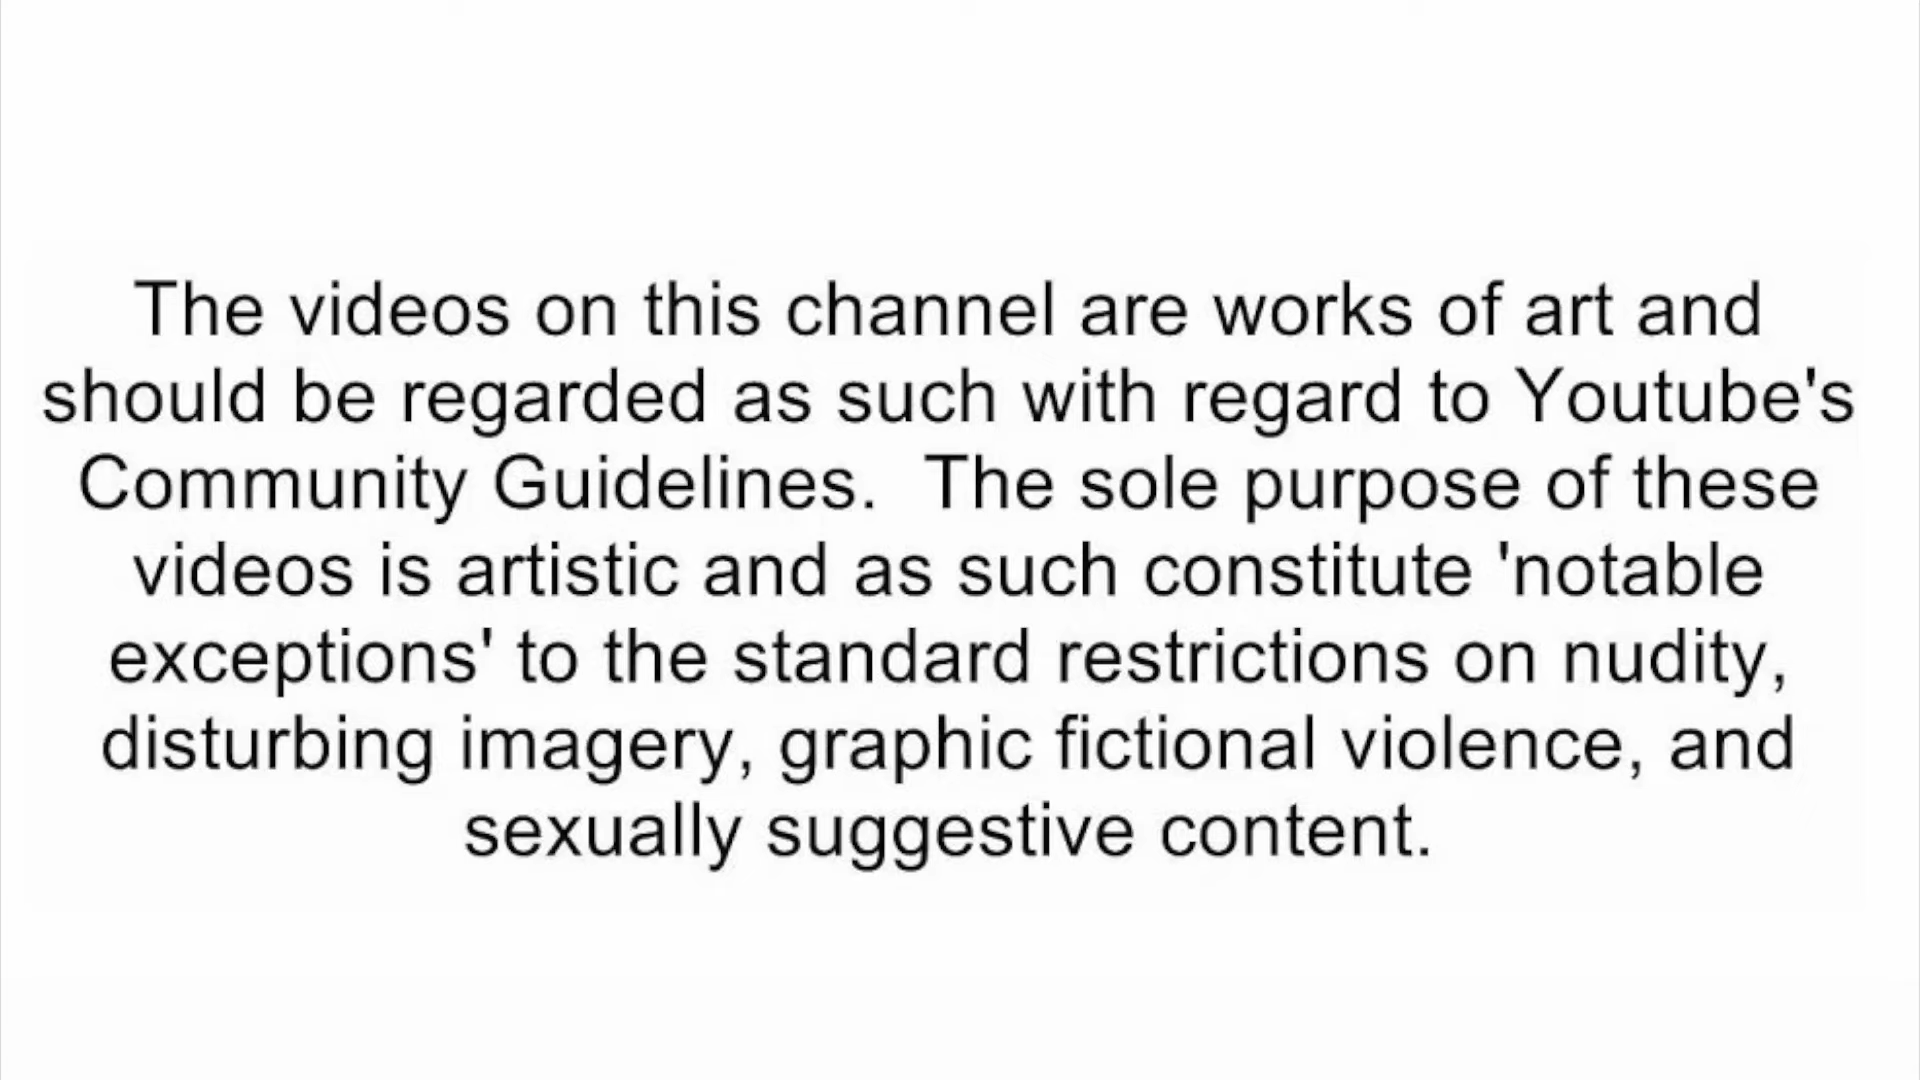 The videos on this channel are works of art and
should be regarded as such with regard to Youtube's
Community Guidelines.  The sole purpose of these
videos is artistic and as such constitute 'notable
exceptions' to the standard restrictions on nudity,
disturbing imagery, graphic fictional violence, and
sexually suggestive content.